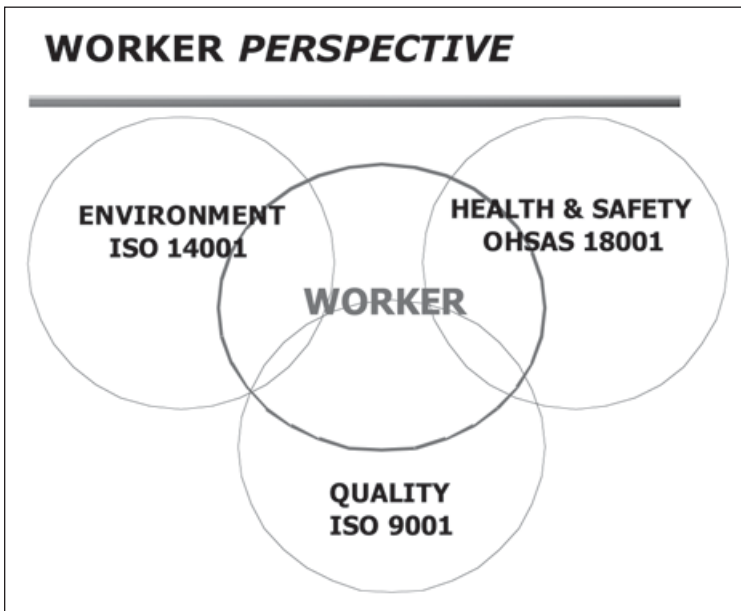 WORKER PERSPECTIVE
ENVIRONMENT
ISO 14001
HEALTH & SAFETY
OHSAS 18001
WORKER
QUALITY
ISO 9001